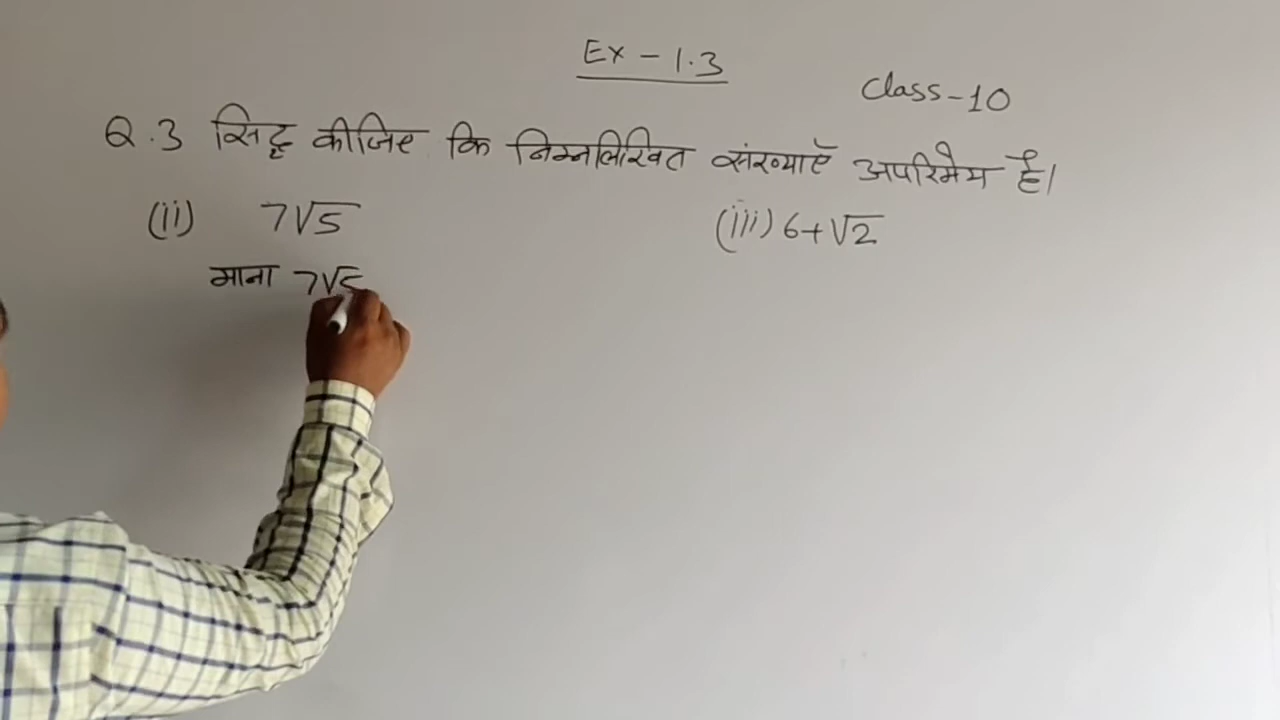 Ex - 1.3
Class-10
Q.3 सिद्ध कीजिए कि निम्नलिखित संख्याएँ अपरिमेय है।
(ii) 7√5 (iii) 6+√2
माना 7√5